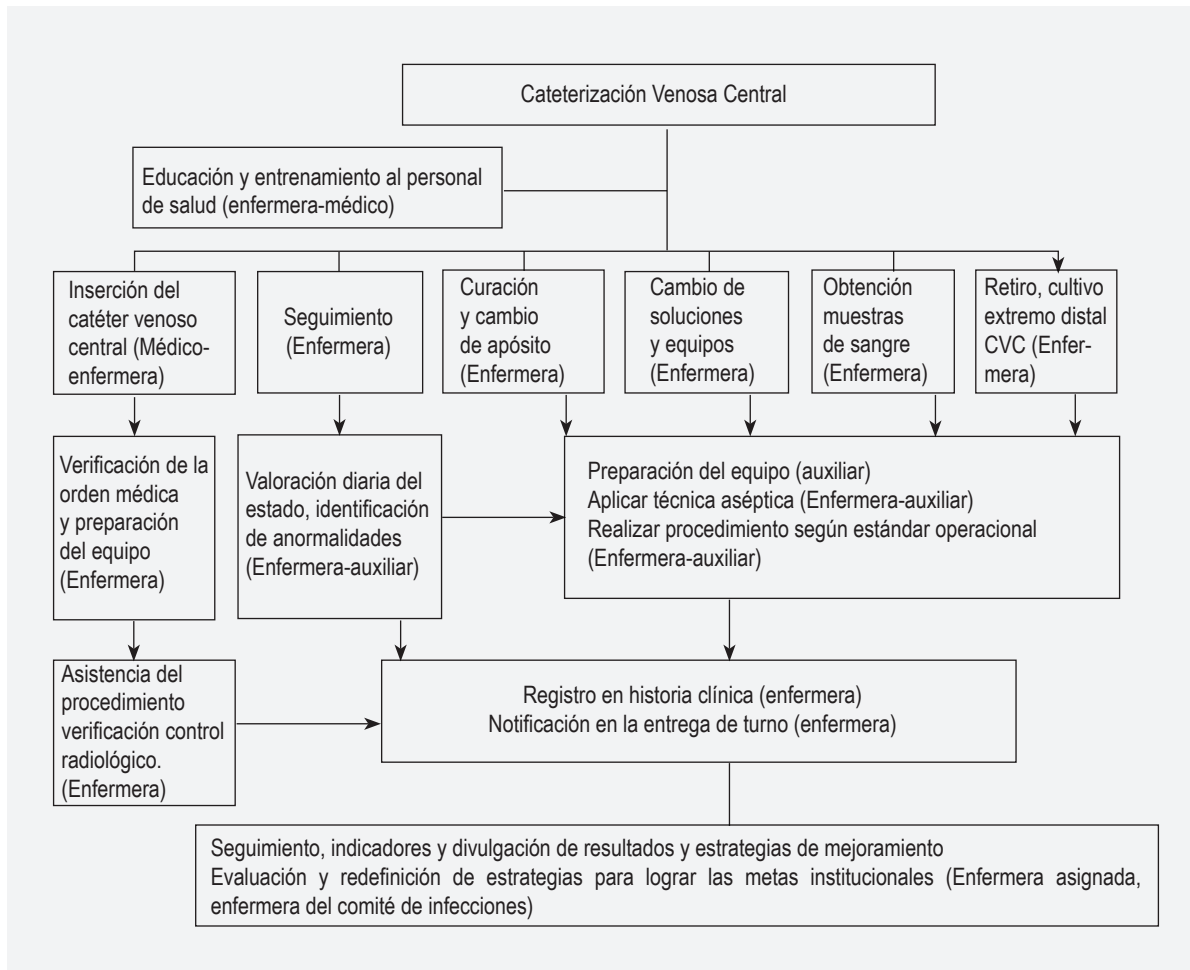 Cateterización Venosa Central
Educación y entrenamiento al personal
de salud (enfermera-médico)
Inserción del
catéter venoso
central (Médico-
enfermera)
Seguimiento
(Enfermera)
Curación
y cambio
de apósito
(Enfermera)
Cambio de
soluciones
y equipos
(Enfermera)
Obtención
muestras
de sangre
(Enfermera)
Retiro, cultivo
extremo distal
CVC (Enfer-
mera)
Verificación de la
orden médica
y preparación
del equipo
(Enfermera)
Valoración diaria del
estado, identificación
de anormalidades
(Enfermera-auxiliar)
Preparación del equipo (auxiliar)
Aplicar técnica aséptica (Enfermera-auxiliar)
Realizar procedimiento según estándar operacional
(Enfermera-auxiliar)
Asistencia del
procedimiento
verificación control
radiológico.
(Enfermera)
Registro en historia clínica (enfermera)
Notificación en la entrega de turno (enfermera)
Seguimiento, indicadores y divulgación de resultados y estrategias de mejoramiento
Evaluación y redefinición de estrategias para lograr las metas institucionales (Enfermera asignada,
enfermera del comité de infecciones)